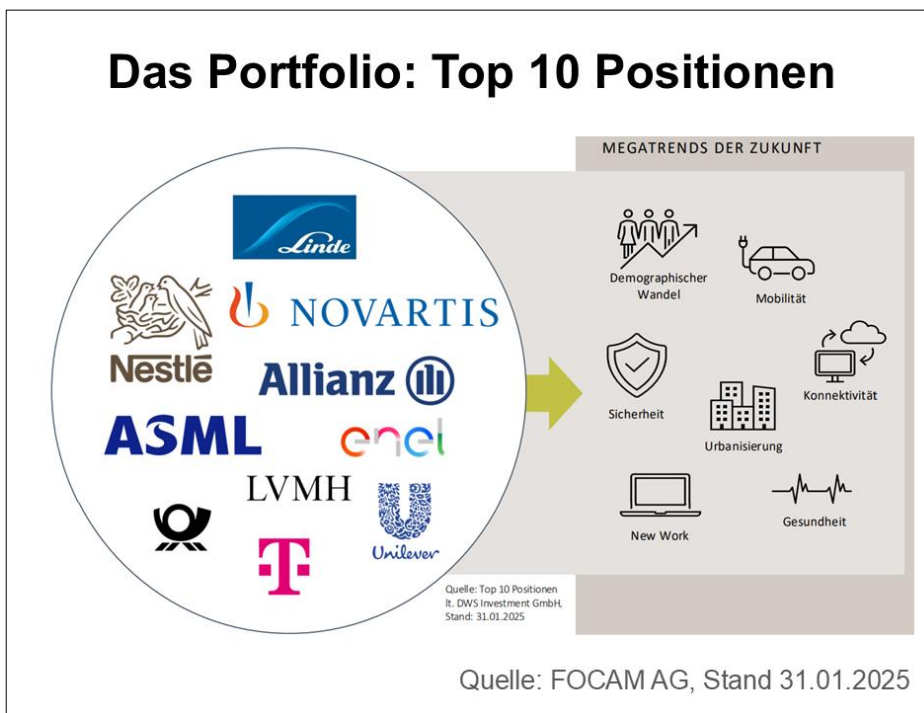 Das Portfolio: Top 10 Positionen
MEGATRENDS DER ZUKUNFT
Linde
NOVARTIS
Nestlé
Allianz
ASML
enel
LVMH
T
Unilever
Demographischer
Wandel
Mobilität
Sicherheit
Konnektivität
Urbanisierung
New Work
Gesundheit
Quelle: Top 10 Positionen
lt. DWS Investment GmbH,
Stand: 31.01.2025
Quelle: FOCAM AG, Stand 31.01.2025